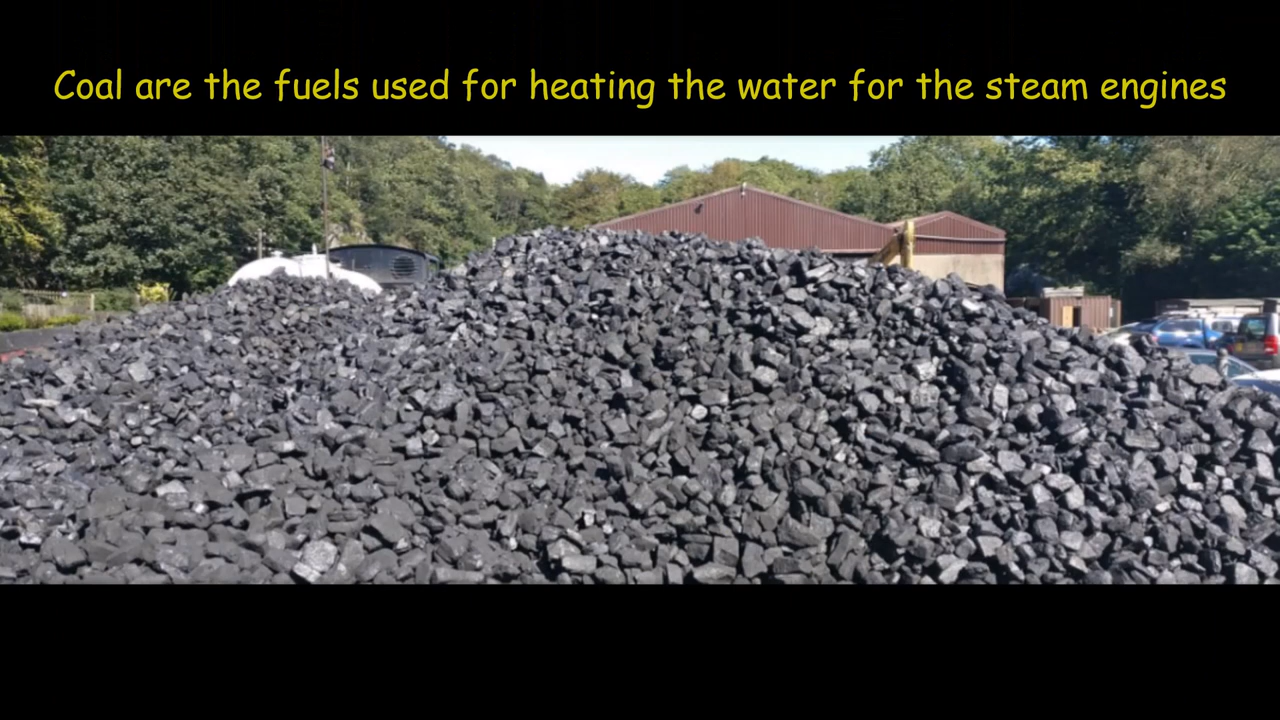 Coal are the fuels used for heating the water for the steam engines